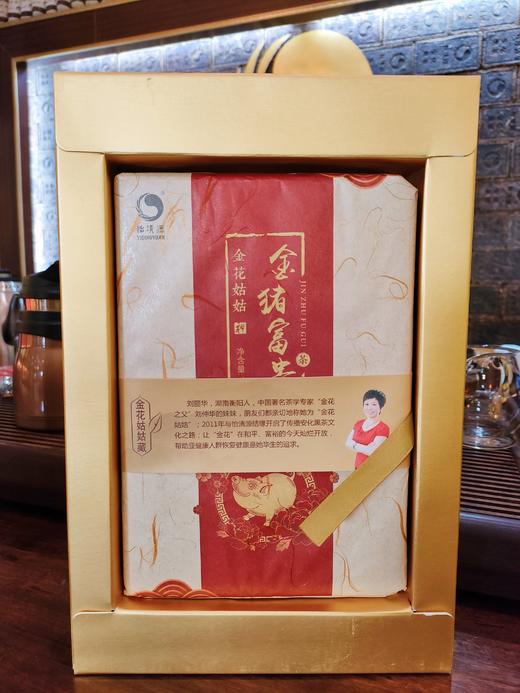 怡清源
YIQINGYUAN
金花姑姑
金猪富贵
JIN ZHU FU GUI
茶
净含量
金花姑姑藏
刘丽华，湖南衡阳人，中国著名茶学专家“金花
之父”刘仲华的妹妹，朋友们都亲切地称她为“金花
姑姑”；2011年与怡清源结缘开启了传播安化黑茶文
化之路；让“金花”在和平、富裕的今天灿烂开放，
帮助亚健康人群恢复健康是她毕生的追求。